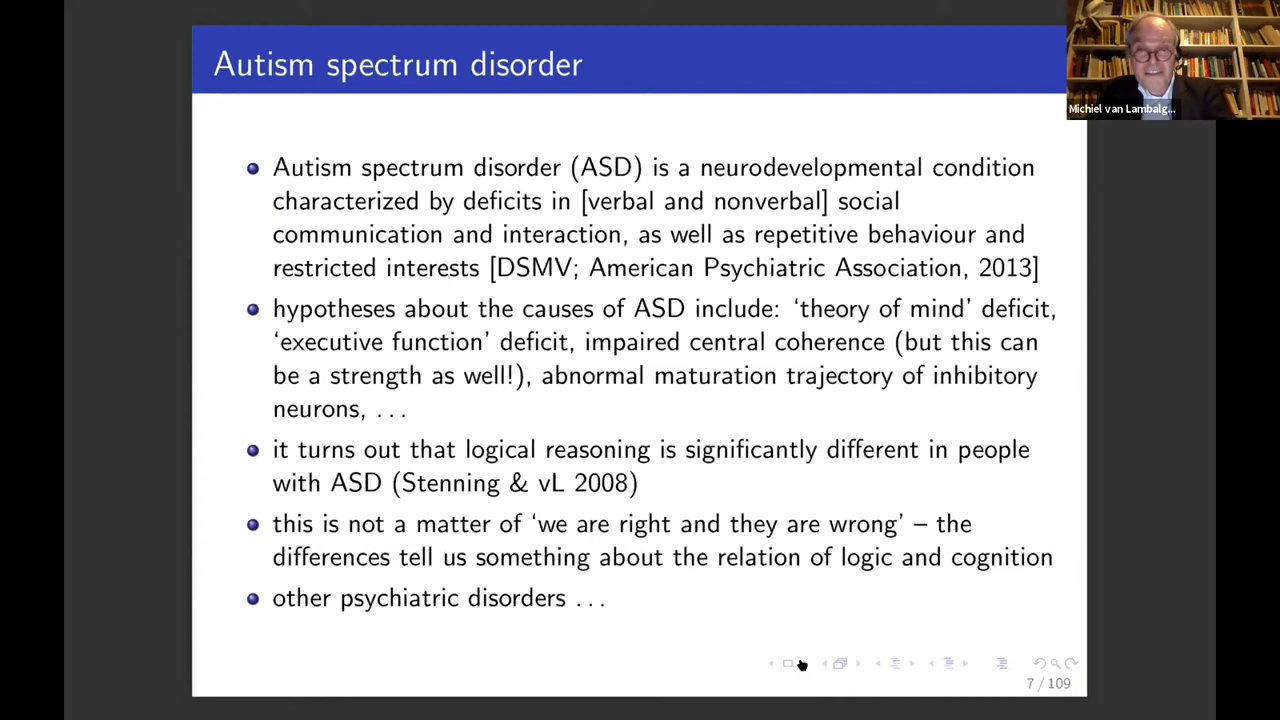 Autism spectrum disorder
Michiel van Lambalg...
Autism spectrum disorder (ASD) is a neurodevelopmental condition
characterized by deficits in [verbal and nonverbal] social
communication and interaction, as well as repetitive behaviour and
restricted interests [DSMV; American Psychiatric Association, 2013]
hypotheses about the causes of ASD include: ‘theory of mind’ deficit,
‘executive function’ deficit, impaired central coherence (but this can
be a strength as well!), abnormal maturation trajectory of inhibitory
neurons, . . .
it turns out that logical reasoning is significantly different in people
with ASD (Stenning & vL 2008)
this is not a matter of ‘we are right and they are wrong’ – the
differences tell us something about the relation of logic and cognition
other psychiatric disorders . . .
7 / 109